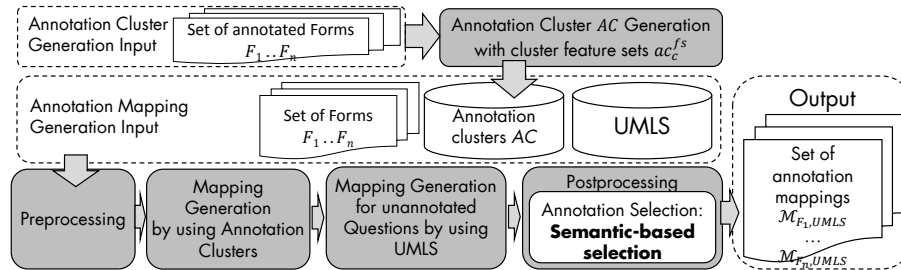 Annotation Cluster
Generation Input
Set of annotated Forms
F₁ . . Fₙ
Annotation Cluster AC Generation
with cluster feature sets ac_c^fs
Annotation Mapping
Generation Input
Set of Forms
F₁ . . Fₙ
Annotation
clusters AC
UMLS
Output
Set of
annotation
mappings
ℳ_F₁,UMLS
...
ℳ_Fₙ,UMLS
Preprocessing
Mapping
Generation
by using Annotation
Clusters
Mapping Generation
for unannotated
Questions by using
UMLS
Postprocessing
Annotation Selection:
Semantic-based
selection